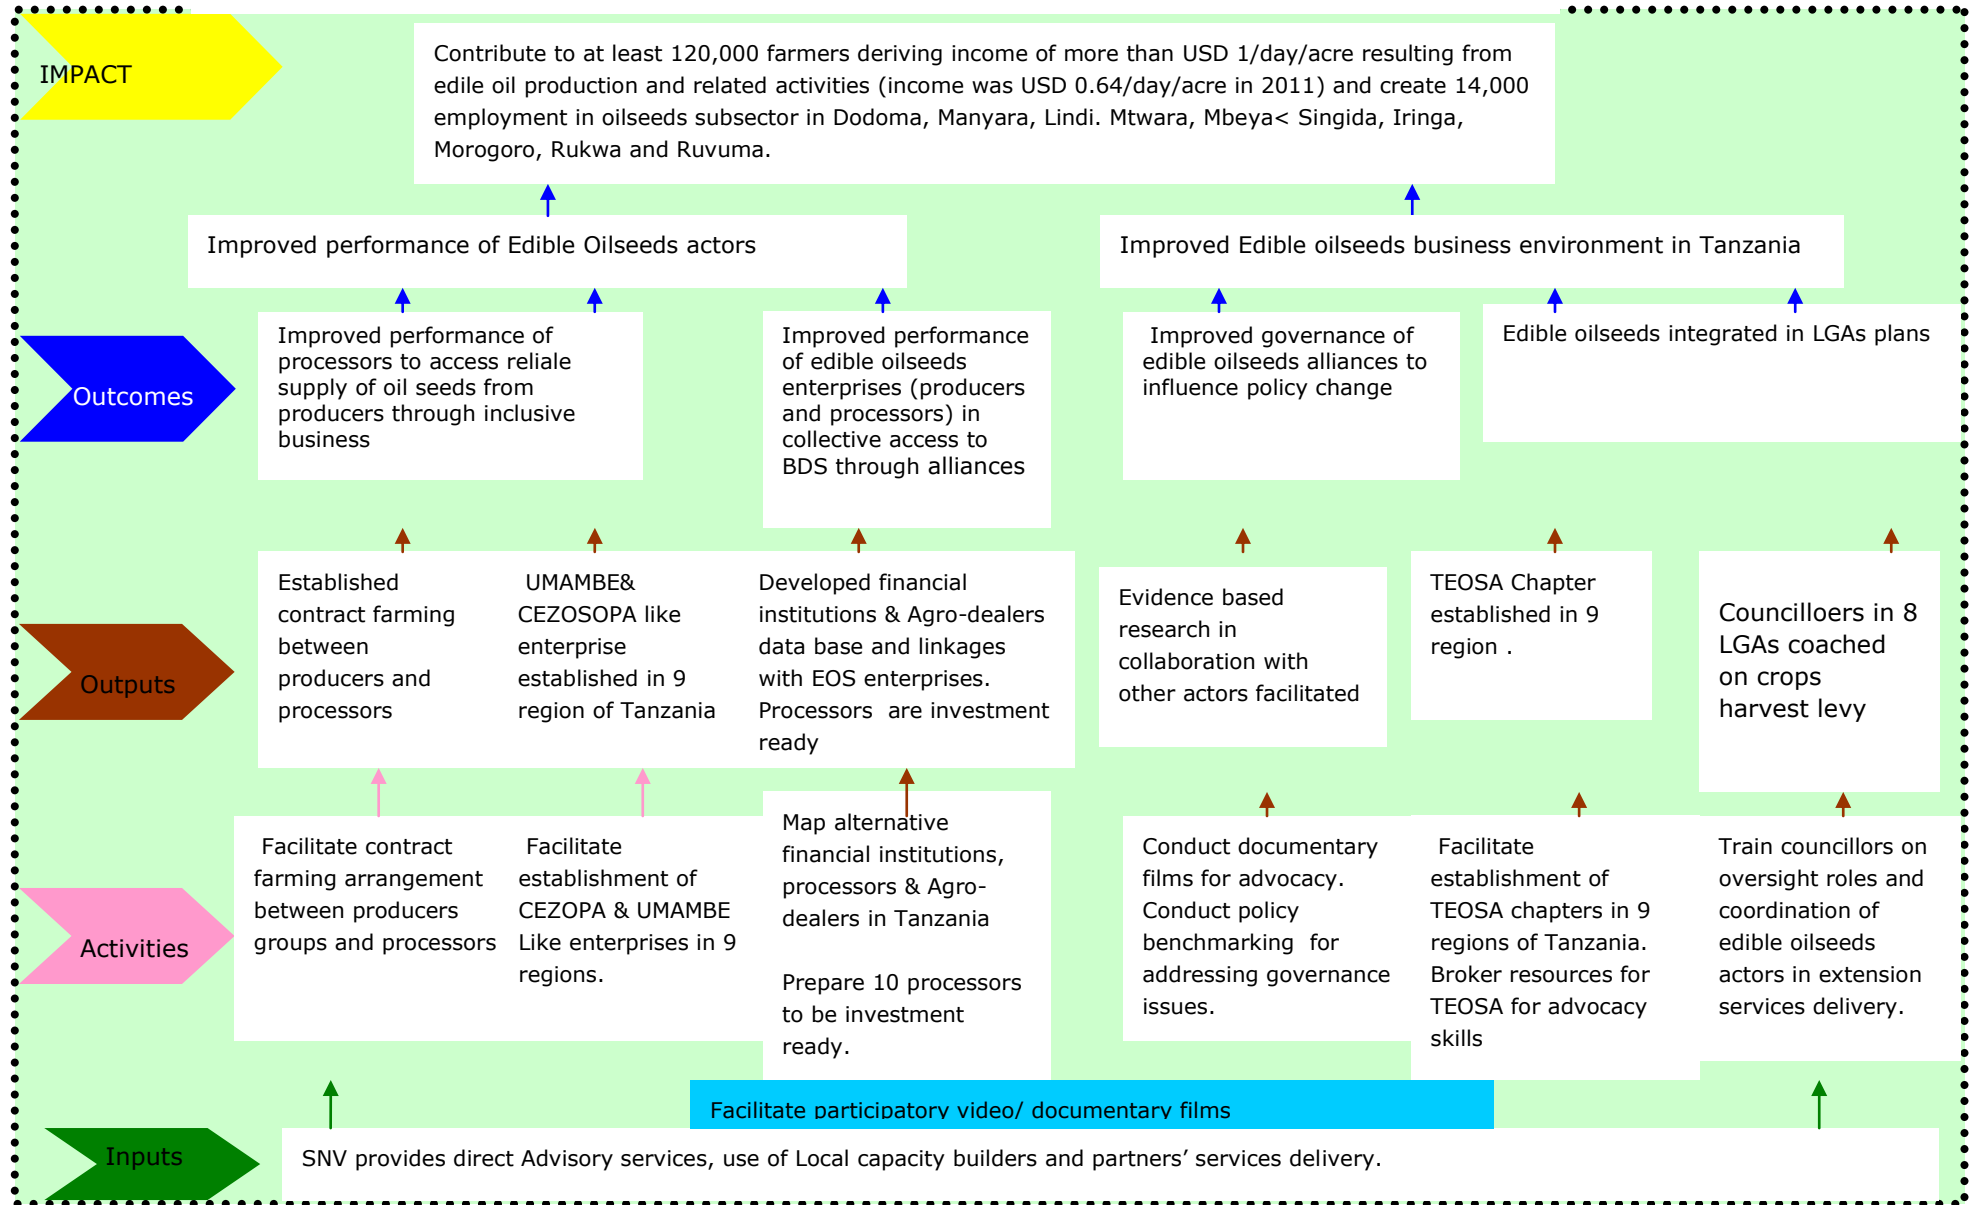 IMPACT
Contribute to at least 120,000 farmers deriving income of more than USD 1/day/acre resulting from
edile oil production and related activities (income was USD 0.64/day/acre in 2011) and create 14,000
employment in oilseeds subsector in Dodoma, Manyara, Lindi. Mtwara, Mbeya< Singida, Iringa,
Morogoro, Rukwa and Ruvuma.
Improved performance of Edible Oilseeds actors
Improved Edible oilseeds business environment in Tanzania
Outcomes
Improved performance of
processors to access reliale
supply of oil seeds from
producers through inclusive
business
Improved performance
of edible oilseeds
enterprises (producers
and processors) in
collective access to
BDS through alliances
Improved governance of
edible oilseeds alliances to
influence policy change
Edible oilseeds integrated in LGAs plans
Outputs
Established
contract farming
between
producers and
processors
UMAMBE&
CEZOSOPA like
enterprise
established in 9
region of Tanzania
Developed financial
institutions & Agro-dealers
data base and linkages
with EOS enterprises.
Processors are investment
ready
Evidence based
research in
collaboration with
other actors facilitated
TEOSA Chapter
established in 9
region .
Councilloers in 8
LGAs coached
on crops
harvest levy
Activities
Facilitate contract
farming arrangement
between producers
groups and processors
Facilitate
establishment of
CEZOPA & UMAMBE
Like enterprises in 9
regions.
Map alternative
financial institutions,
processors & Agro-
dealers in Tanzania
Prepare 10 processors
to be investment
ready.
Conduct documentary
films for advocacy.
Conduct policy
benchmarking for
addressing governance
issues.
Facilitate
establishment of
TEOSA chapters in 9
regions of Tanzania.
Broker resources for
TEOSA for advocacy
skills
Train councillors on
oversight roles and
coordination of
edible oilseeds
actors in extension
services delivery.
Facilitate participatory video/ documentary films
Inputs
SNV provides direct Advisory services, use of Local capacity builders and partners’ services delivery.